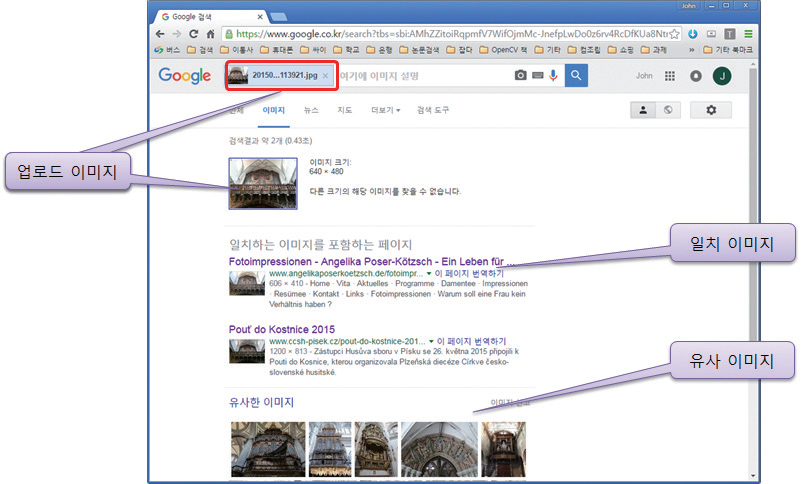 John
Google 검색
https://www.google.co.kr/search?tbs=sbi:AMhZZitoiRqpmfV7WifOjmMc-JnefpLwDo0z6rv4RcDfKUa8Ntr
버스 검색 이통사 휴대폰 싸이 학교 은행 논문검색 잡다 OpenCV 책 기타 컴조립 쇼핑 과제 » 기타 북마크
Google 20150...113921.jpg × 여기에 이미지 설명 John J
전체 이미지 뉴스 지도 더보기 검색 도구
검색결과 약 2개 (0.43초)
업로드 이미지
이미지 크기:
640 × 480
다른 크기의 해당 이미지를 찾을 수 없습니다.
일치하는 이미지를 포함하는 페이지
일치 이미지
Fotoimpressionen - Angelika Poser-Kötzsch - Ein Leben für ...
www.angelikaposerkoetzsch.de/fotoimpr... 이 페이지 번역하기
606 × 410 - Home · Vita · Aktuelles · Programme · Damentee · Impressionen
· Resümee · Kontakt · Links · Fotoimpressionen · Warum soll eine Frau kein
Verhältnis haben ?
Pouť do Kostnice 2015
www.ccsh-pisek.cz/pout-do-kostnice-201... 이 페이지 번역하기
1200 × 813 - Zástupci Husůva sboru v Písku se 26. května 2015 připojili k
Pouti do Kosnice, kterou organizovala Plzeňská diecéze Církve česko-
slovenské husitské.
유사 이미지
유사한 이미지
이미지